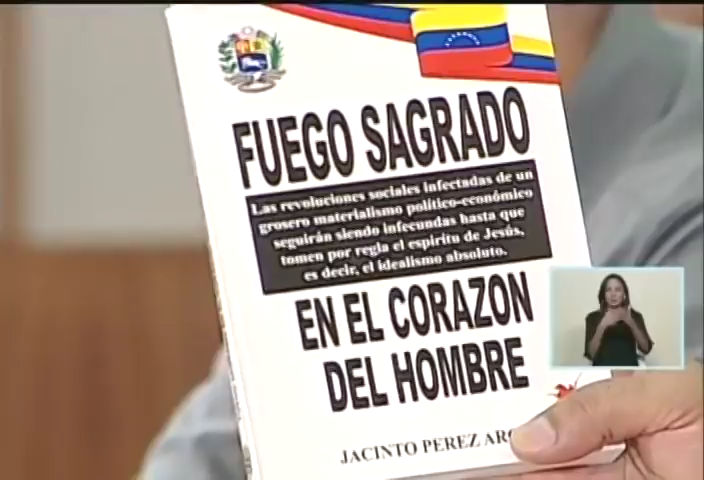 FUEGO SAGRADO
Las revoluciones sociales infectadas de un
grosero materialismo político-económico
seguirán siendo infecundas hasta que
tomen por regla el espíritu de Jesús,
es decir, el idealismo absoluto.
EN EL CORAZON
DEL HOMBRE
JACINTO PEREZ